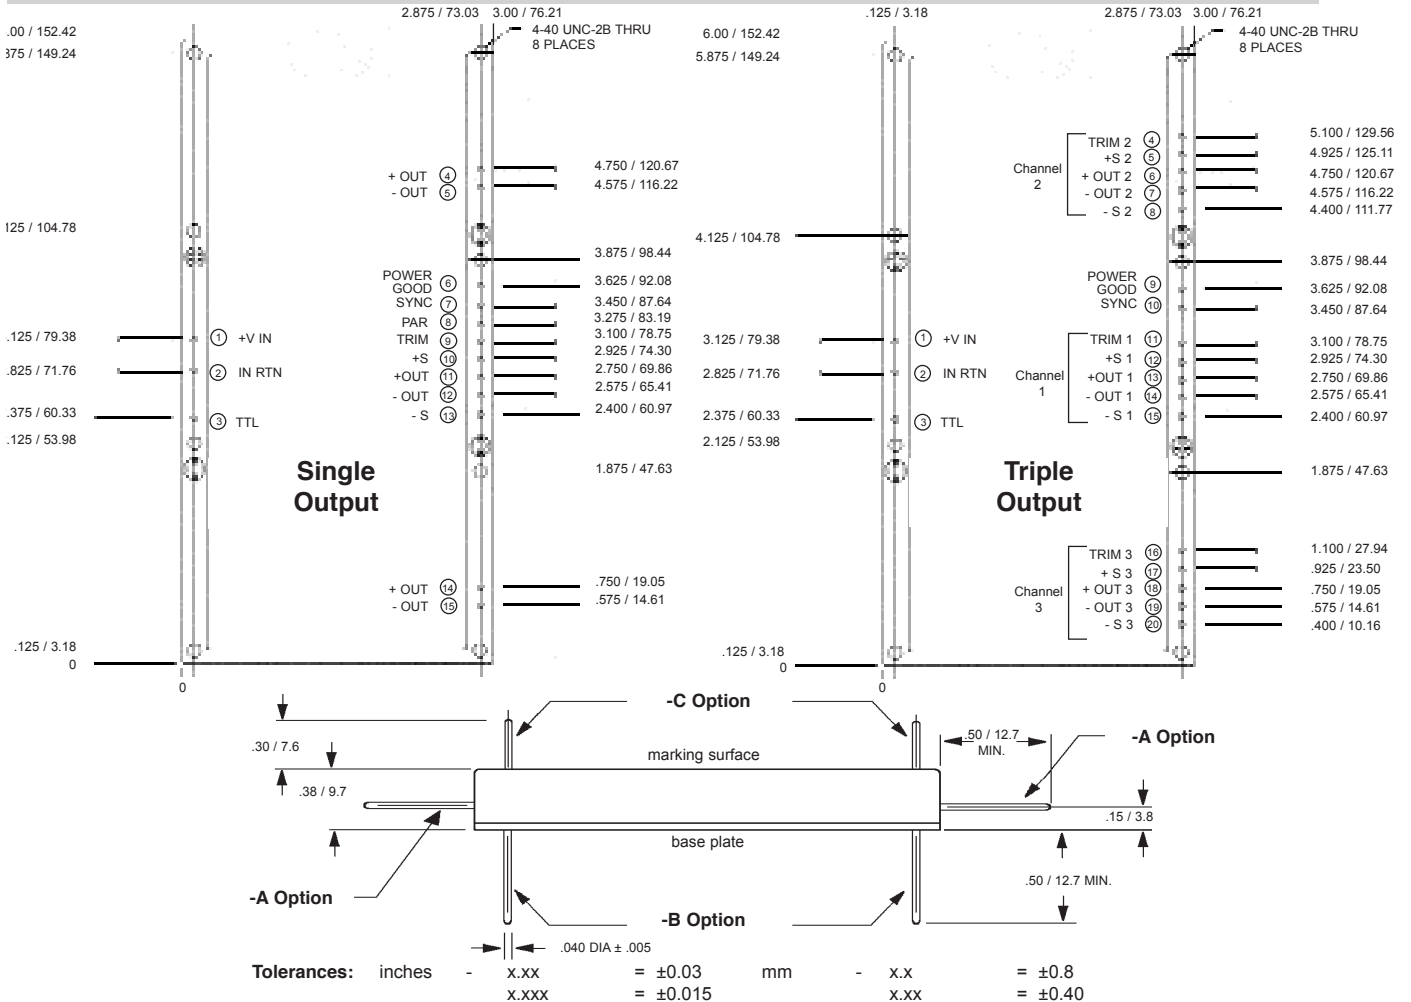 2.875 / 73.03 3.00 / 76.21
.00 / 152.42
375 / 149.24
4-40 UNC-2B THRU
8 PLACES
+ OUT 4 4.750 / 120.67
- OUT 5 4.575 / 116.22
125 / 104.78
3.875 / 98.44
POWER
GOOD 6 3.625 / 92.08
SYNC 7 3.450 / 87.64
PAR 8 3.275 / 83.19
TRIM 9 3.100 / 78.75
+S 10 2.925 / 74.30
+OUT 11 2.750 / 69.86
- OUT 12 2.575 / 65.41
- S 13 2.400 / 60.97
.125 / 79.38 1 +V IN
.825 / 71.76 2 IN RTN
.375 / 60.33 3 TTL
.125 / 53.98
Single
Output
1.875 / 47.63
+ OUT 14 .750 / 19.05
- OUT 15 .575 / 14.61
.125 / 3.18
0
0
.125 / 3.18
2.875 / 73.03 3.00 / 76.21
6.00 / 152.42
5.875 / 149.24
4-40 UNC-2B THRU
8 PLACES
Channel
2
TRIM 2 4 5.100 / 129.56
+S 2 5 4.925 / 125.11
+ OUT 2 6 4.750 / 120.67
- OUT 2 7 4.575 / 116.22
- S 2 8 4.400 / 111.77
4.125 / 104.78
3.875 / 98.44
POWER
GOOD 9 3.625 / 92.08
SYNC 10 3.450 / 87.64
Channel
1
TRIM 1 11 3.100 / 78.75
+S 1 12 2.925 / 74.30
+OUT 1 13 2.750 / 69.86
- OUT 1 14 2.575 / 65.41
- S 1 15 2.400 / 60.97
3.125 / 79.38 1 +V IN
2.825 / 71.76 2 IN RTN
2.375 / 60.33 3 TTL
2.125 / 53.98
Triple
Output
1.875 / 47.63
Channel
3
TRIM 3 16 1.100 / 27.94
+ S 3 17 .925 / 23.50
+ OUT 3 18 .750 / 19.05
- OUT 3 19 .575 / 14.61
- S 3 20 .400 / 10.16
.125 / 3.18
0
0
-C Option
.30 / 7.6
marking surface
.50 / 12.7
MIN.
-A Option
.38 / 9.7
.15 / 3.8
base plate
-A Option
.50 / 12.7 MIN.
-B Option
.040 DIA ± .005
Tolerances: inches - x.xx = ±0.03 mm - x.x = ±0.8
x.xxx = ±0.015 x.xx = ±0.40